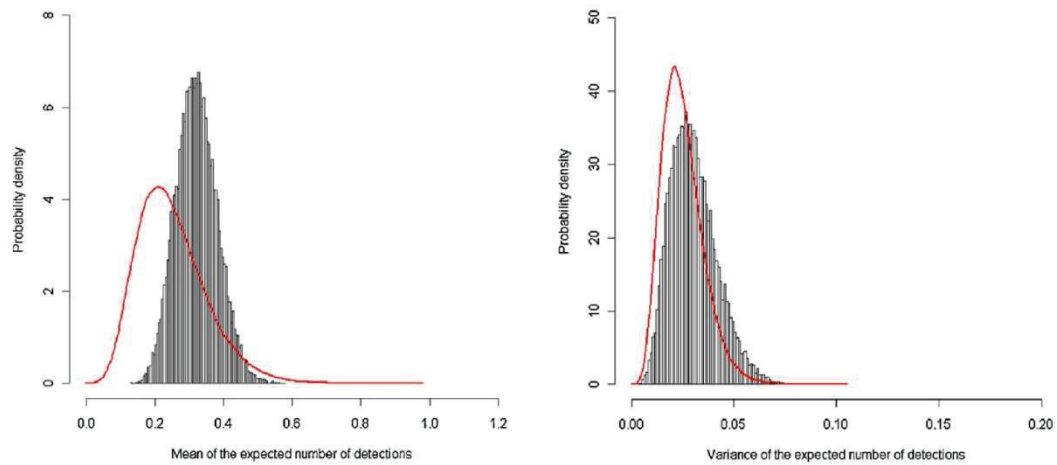 8
6
4
2
0
Probability density
0.0 0.2 0.4 0.6 0.8 1.0 1.2
Mean of the expected number of detections
50
40
30
20
10
0
Probability density
0.00 0.05 0.10 0.15 0.20
Variance of the expected number of detections